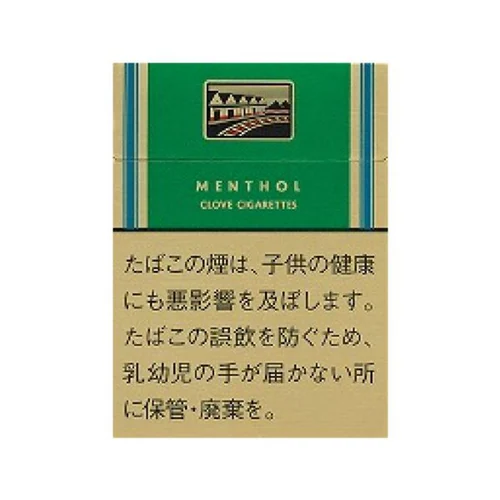 MENTHOL
CLOVE CIGARETTES
たばこの煙は、子供の健康
にも悪影響を及ぼします。
たばこの誤飲を防ぐため、
乳幼児の手が届かない所
に保管・廃棄を。